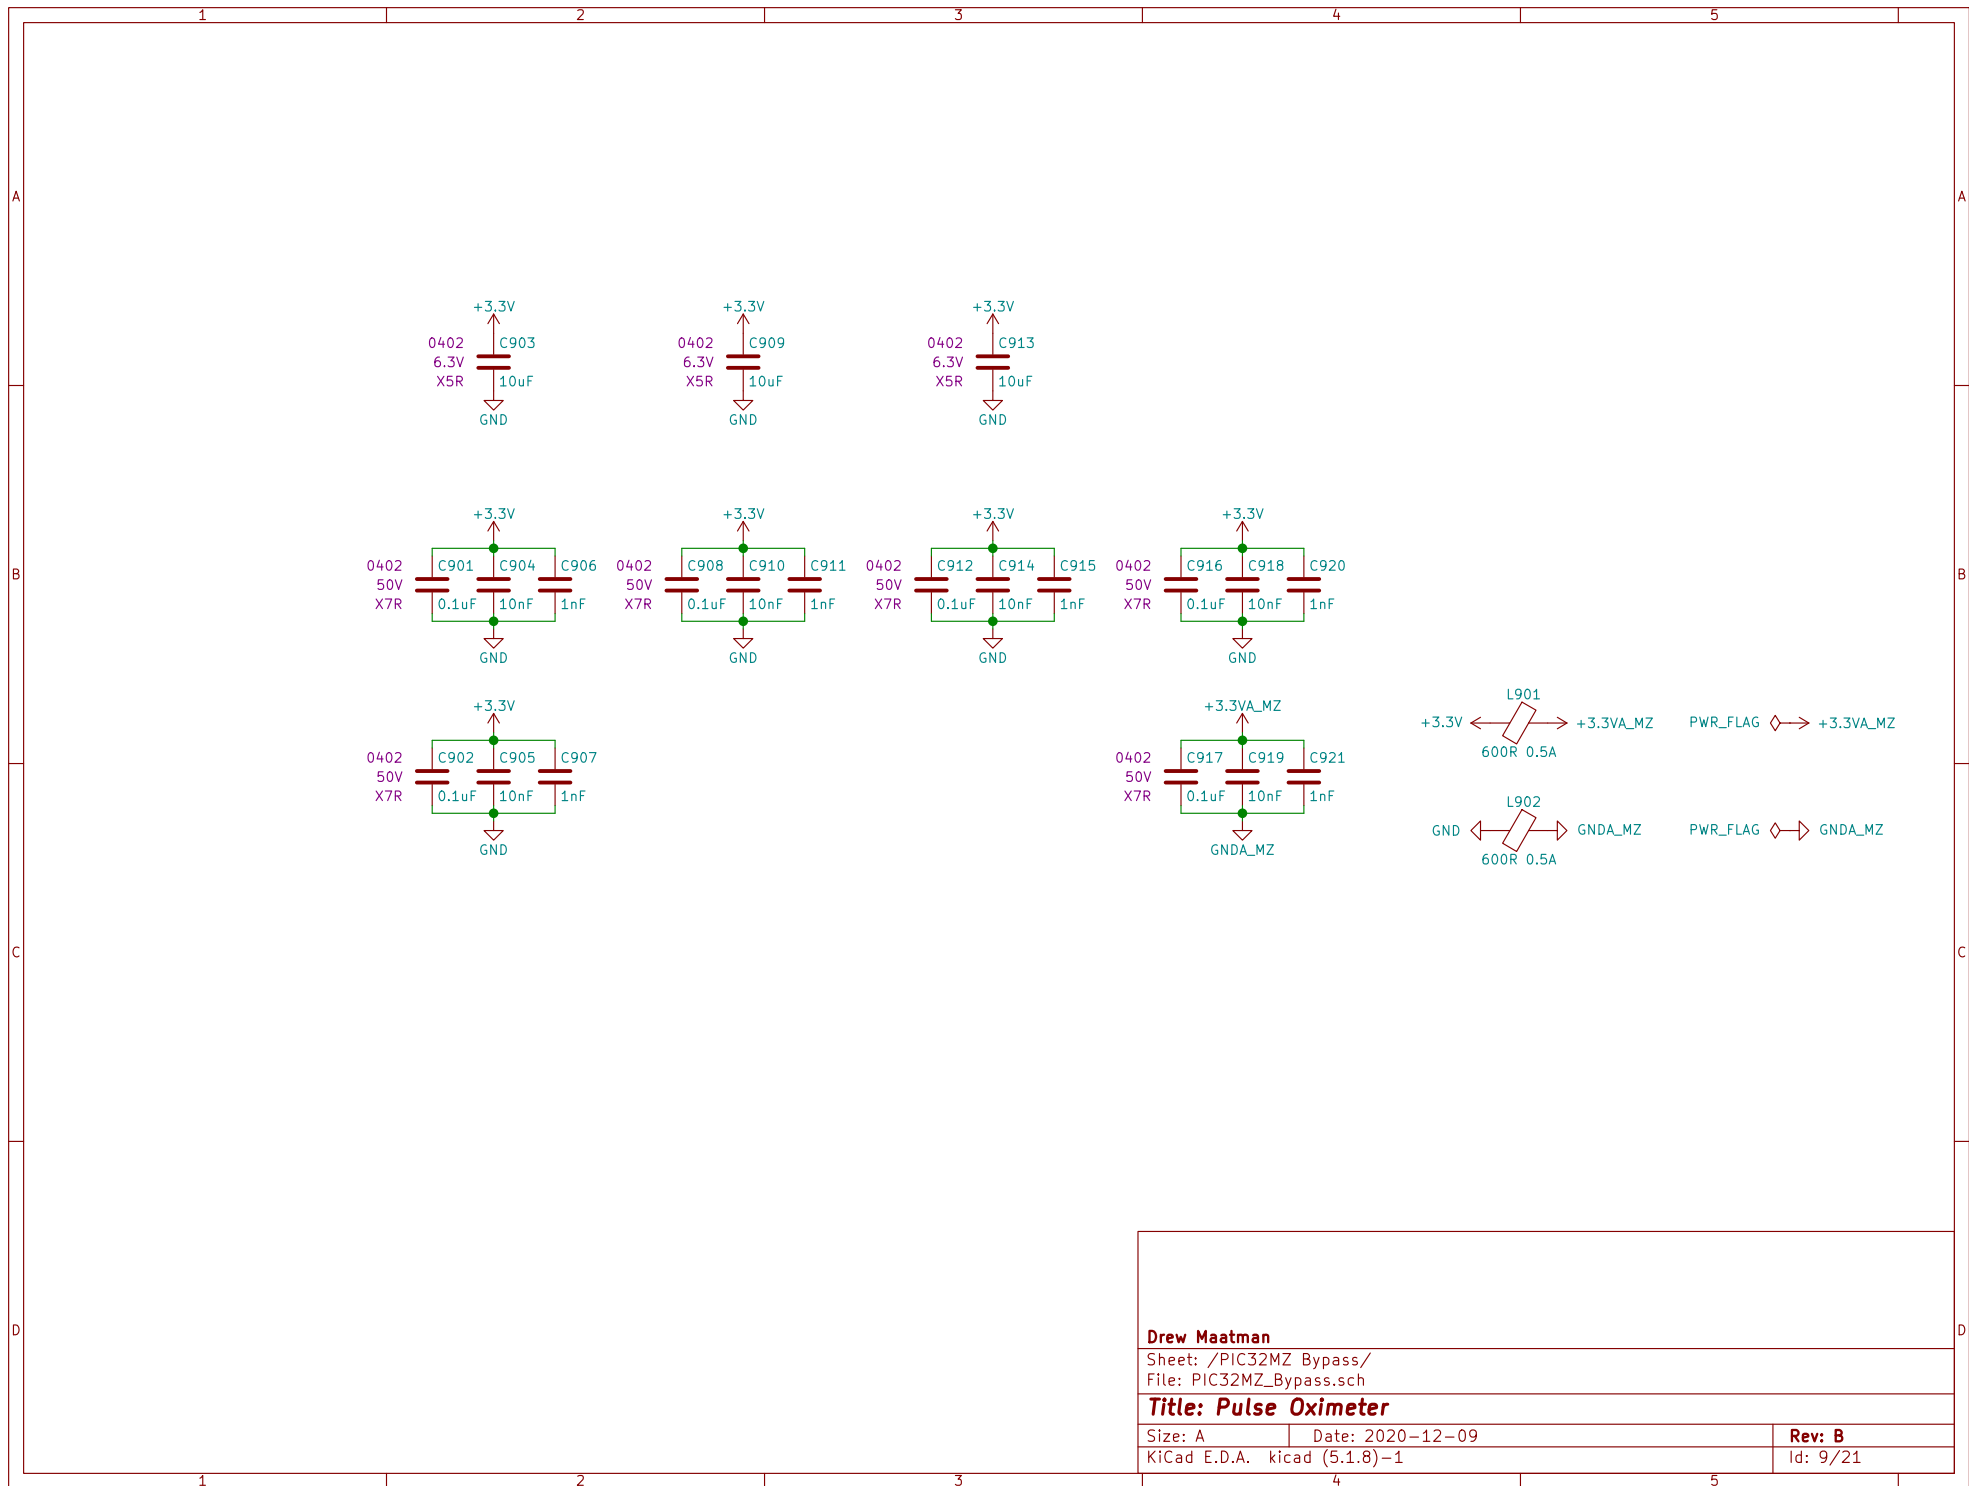 1 2 3 4 5
A A
+3.3V +3.3V +3.3V
0402 C903 0402 C909 0402 C913
6.3V 6.3V 6.3V
X5R 10uF X5R 10uF X5R 10uF
GND GND GND
+3.3V +3.3V +3.3V +3.3V
0402 C901 C904 C906 0402 C908 C910 C911 0402 C912 C914 C915 0402 C916 C918 C920
B B
50V 50V 50V 50V
X7R 0.1uF 10nF 1nF X7R 0.1uF 10nF 1nF X7R 0.1uF 10nF 1nF X7R 0.1uF 10nF 1nF
GND GND GND GND
L901
+3.3V +3.3VA_MZ
+3.3V +3.3VA_MZ PWR_FLAG +3.3VA_MZ
600R 0.5A
0402 C902 C905 C907 0402 C917 C919 C921
50V 50V
X7R 0.1uF 10nF 1nF X7R 0.1uF 10nF 1nF
L902
GND GNDA_MZ PWR_FLAG GNDA_MZ
GND GNDA_MZ
600R 0.5A
C C
D D
Drew Maatman
Sheet: /PIC32MZ Bypass/
File: PIC32MZ_Bypass.sch
Title: Pulse Oximeter
Size: A Date: 2020-12-09 Rev: B
KiCad E.D.A. kicad (5.1.8)-1 Id: 9/21
1 2 3 4 5